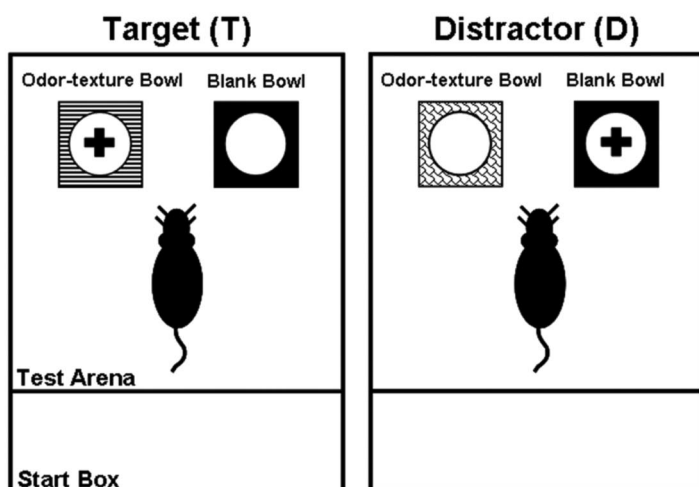 Target (T)
Odor-texture Bowl
Blank Bowl
Test Arena
Start Box
Distractor (D)
Odor-texture Bowl
Blank Bowl